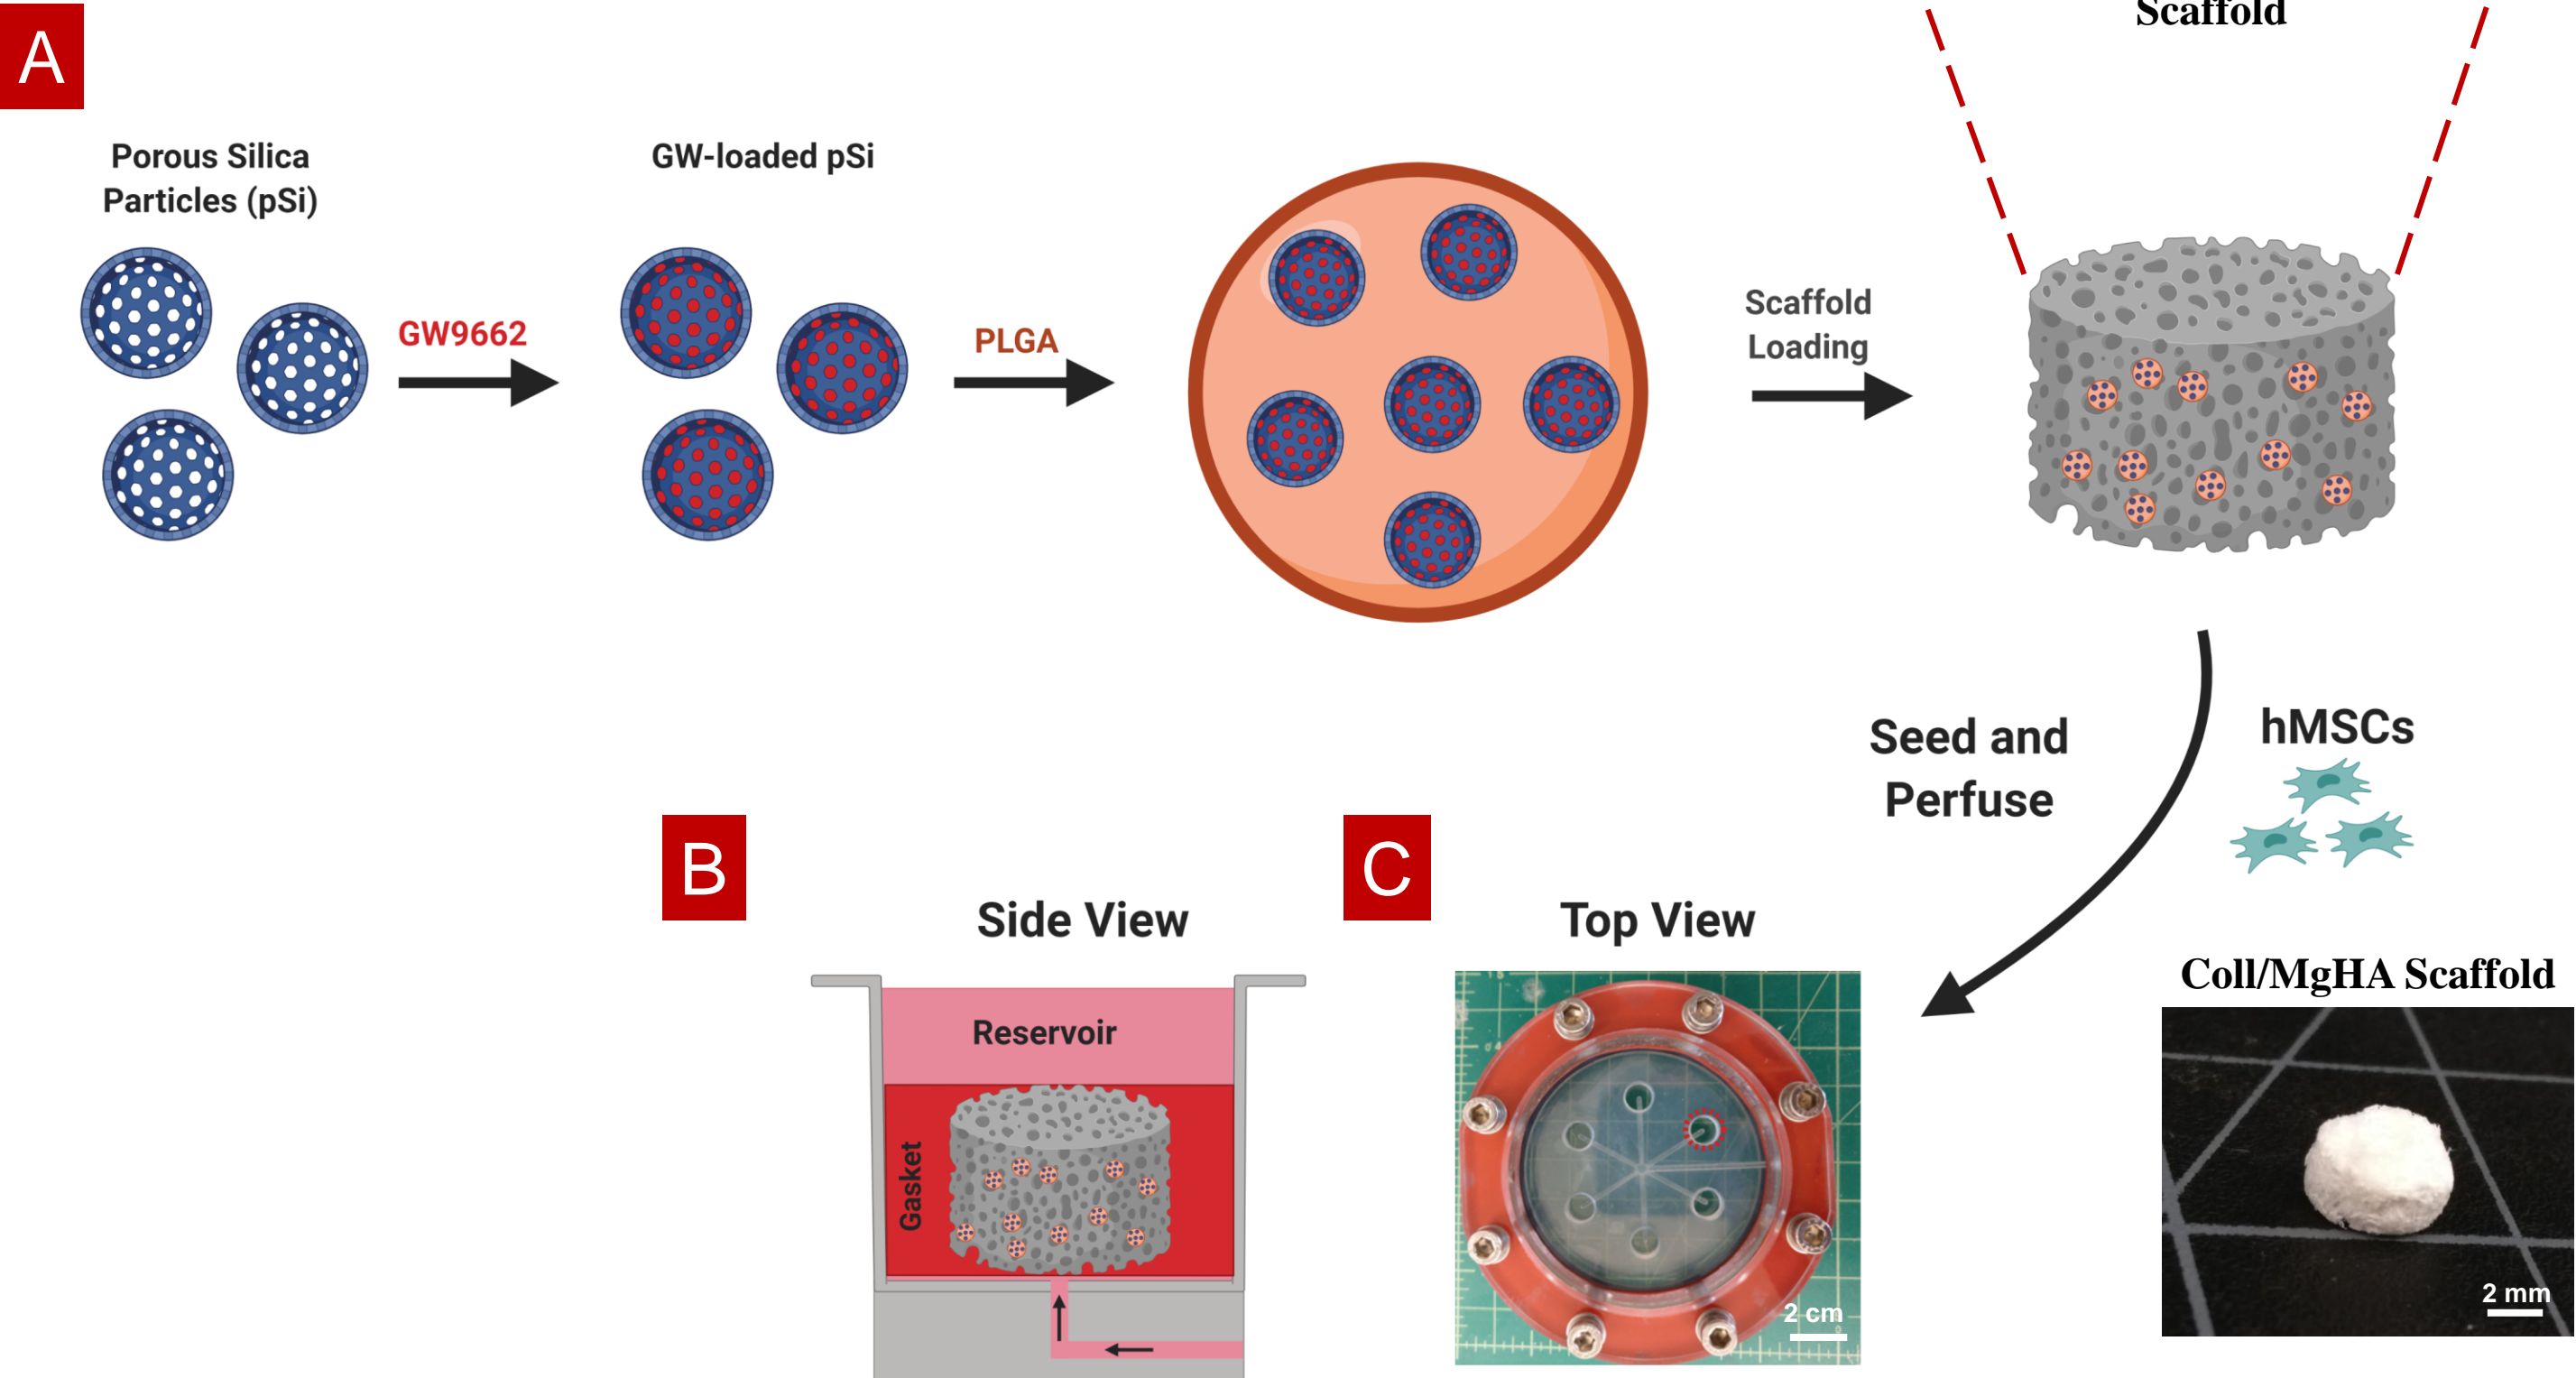 A
Scaffold
Porous Silica
Particles (pSi)
GW-loaded pSi
GW9662
PLGA
Scaffold
Loading
Seed and
Perfuse
hMSCs
B
Side View
Reservoir
Gasket
C
Top View
2 cm
Coll/MgHA Scaffold
2 mm